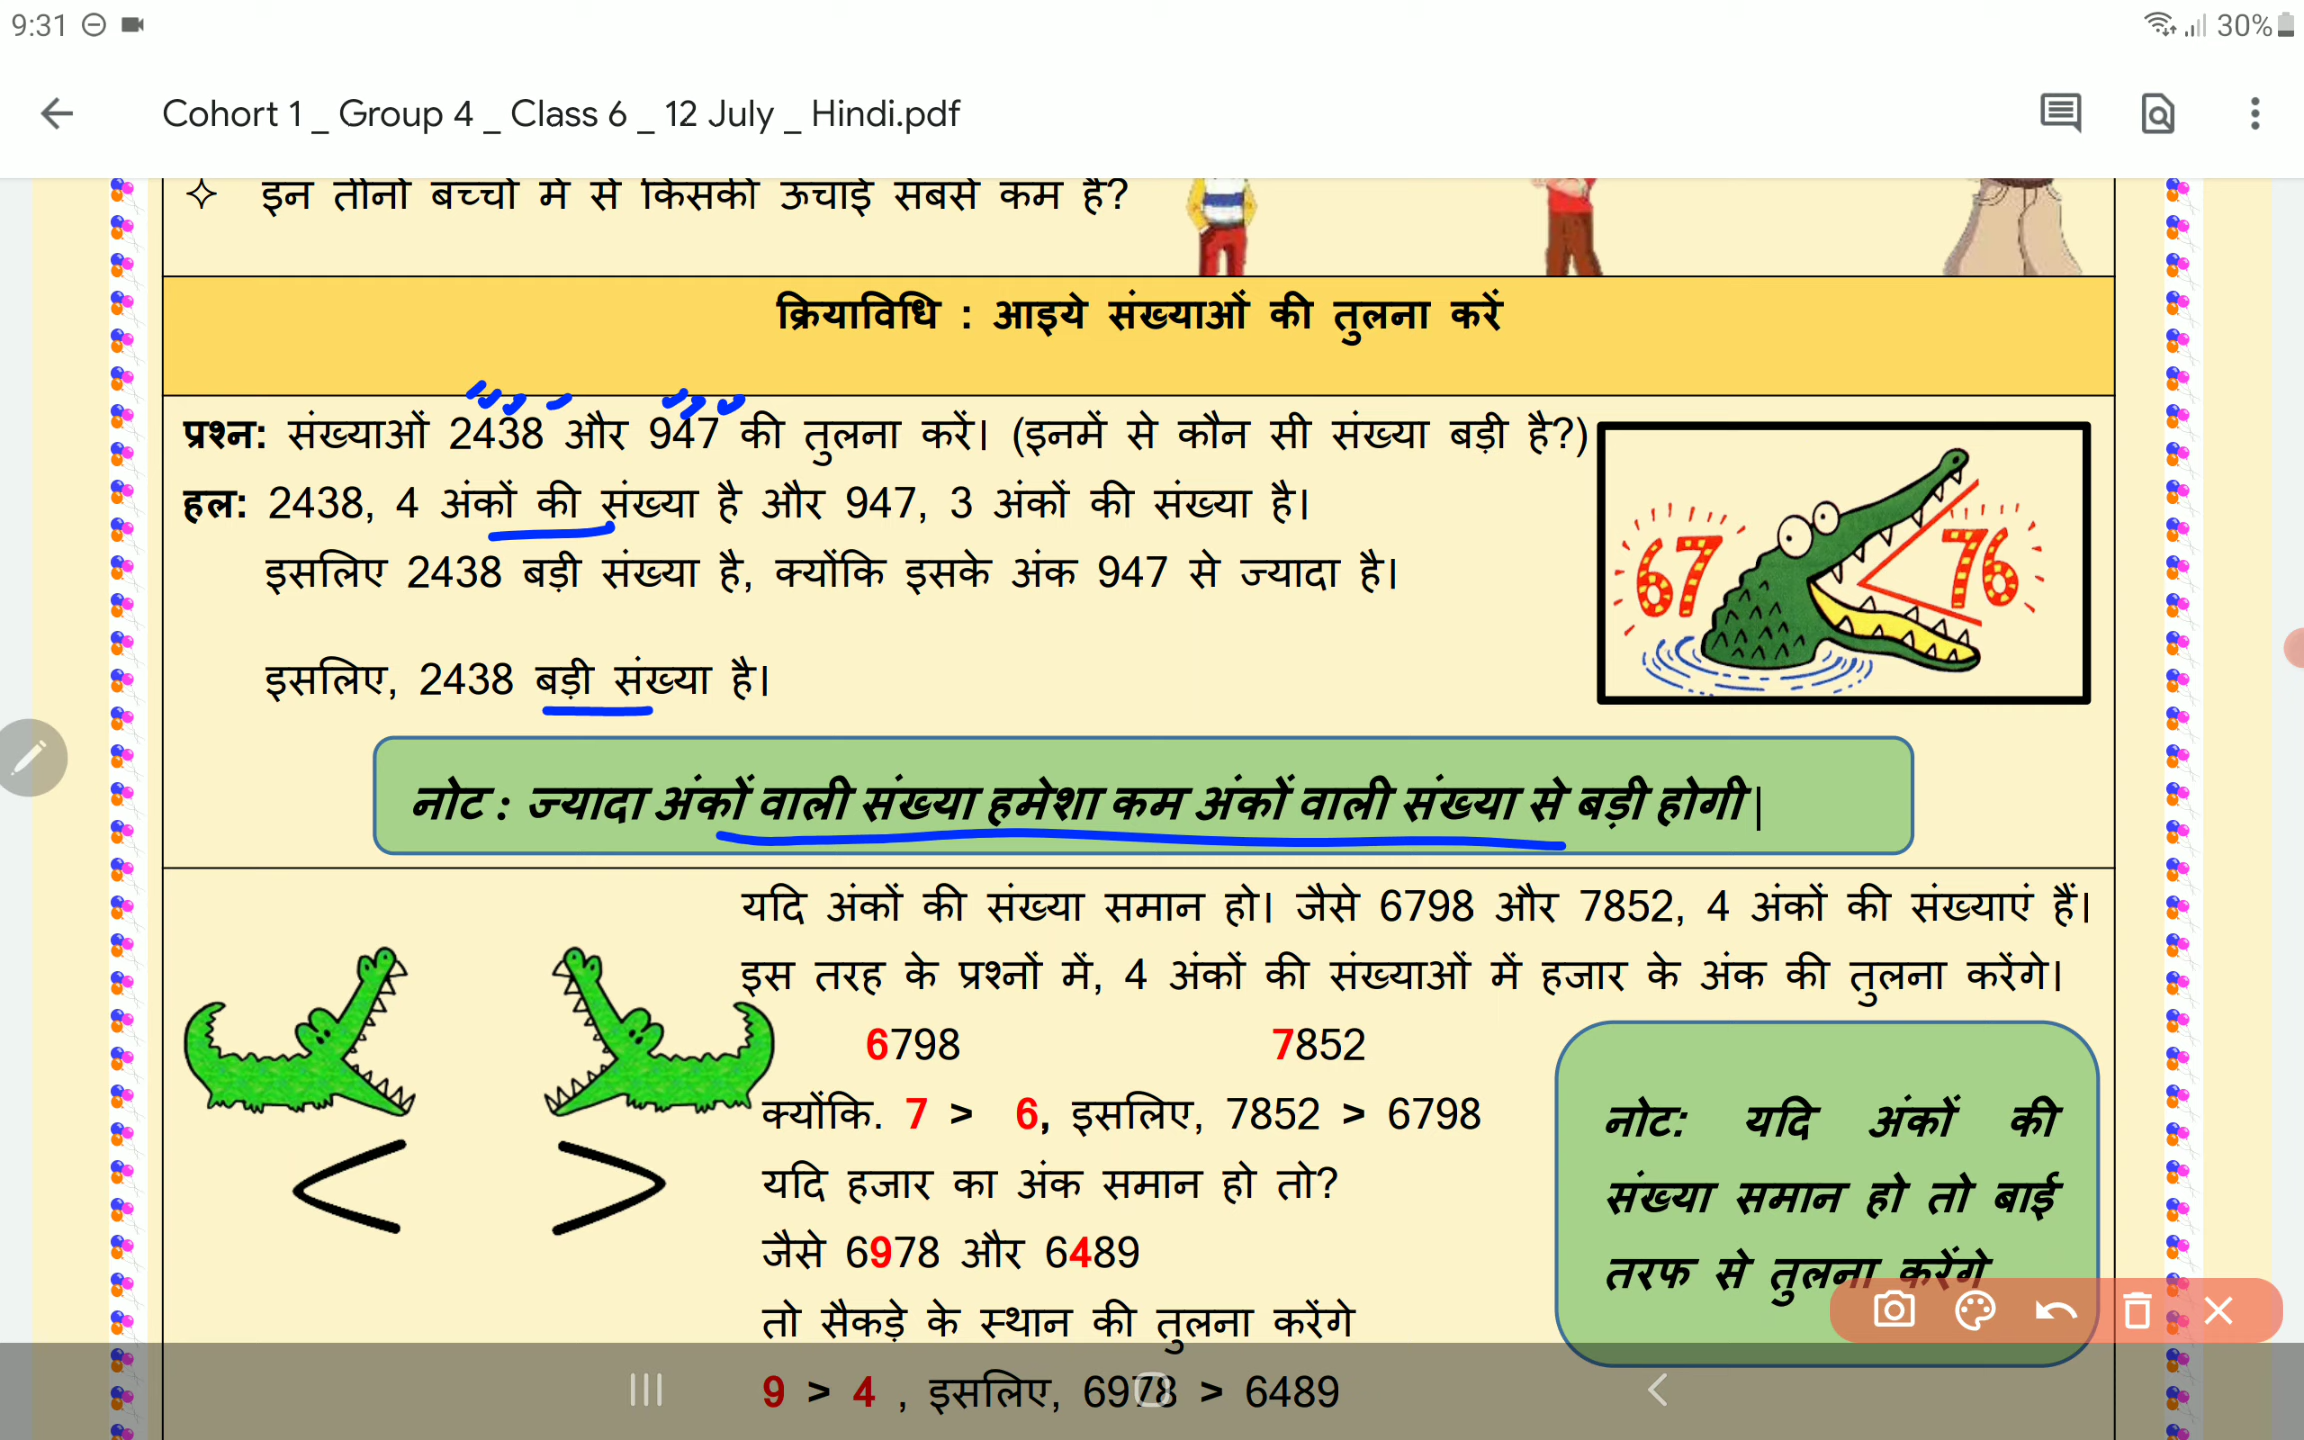 9:31
30%
Cohort 1 _ Group 4 _ Class 6 _ 12 July _ Hindi.pdf
इन तीनों बच्चों में से किसकी ऊंचाई सबसे कम है?
क्रियाविधि : आइये संख्याओं की तुलना करें
प्रश्न: संख्याओं 2438 और 947 की तुलना करें। (इनमें से कौन सी संख्या बड़ी है?)
हल: 2438, 4 अंकों की संख्या है और 947, 3 अंकों की संख्या है।
इसलिए 2438 बड़ी संख्या है, क्योंकि इसके अंक 947 से ज्यादा है।
इसलिए, 2438 बड़ी संख्या है।
67 < 76
नोट : ज्यादा अंकों वाली संख्या हमेशा कम अंकों वाली संख्या से बड़ी होगी|
यदि अंकों की संख्या समान हो। जैसे 6798 और 7852, 4 अंकों की संख्याएं हैं।
इस तरह के प्रश्नों में, 4 अंकों की संख्याओं में हजार के अंक की तुलना करेंगे।
6798 7852
क्योंकि. 7 > 6, इसलिए, 7852 > 6798
यदि हजार का अंक समान हो तो?
जैसे 6978 और 6489
तो सैकड़े के स्थान की तुलना करेंगे
9 > 4 , इसलिए, 6978 > 6489
< >
नोट: यदि अंकों की
संख्या समान हो तो बाई
तरफ से तुलना करेंगे